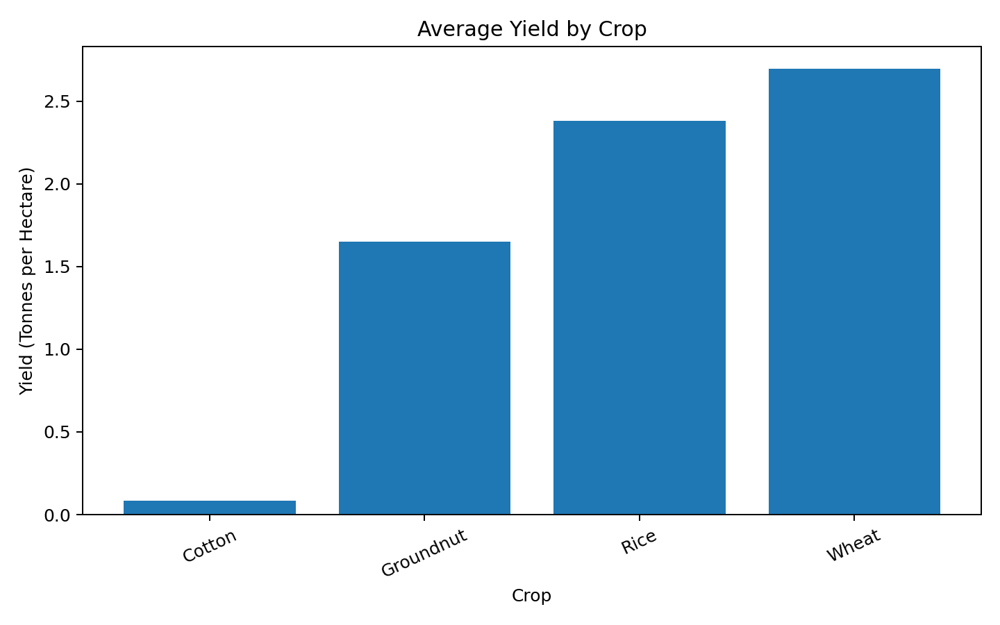 Average Yield by Crop
Yield (Tonnes per Hectare)
2.5
2.0
1.5
1.0
0.5
0.0
Cotton
Groundnut
Rice
Wheat
Crop